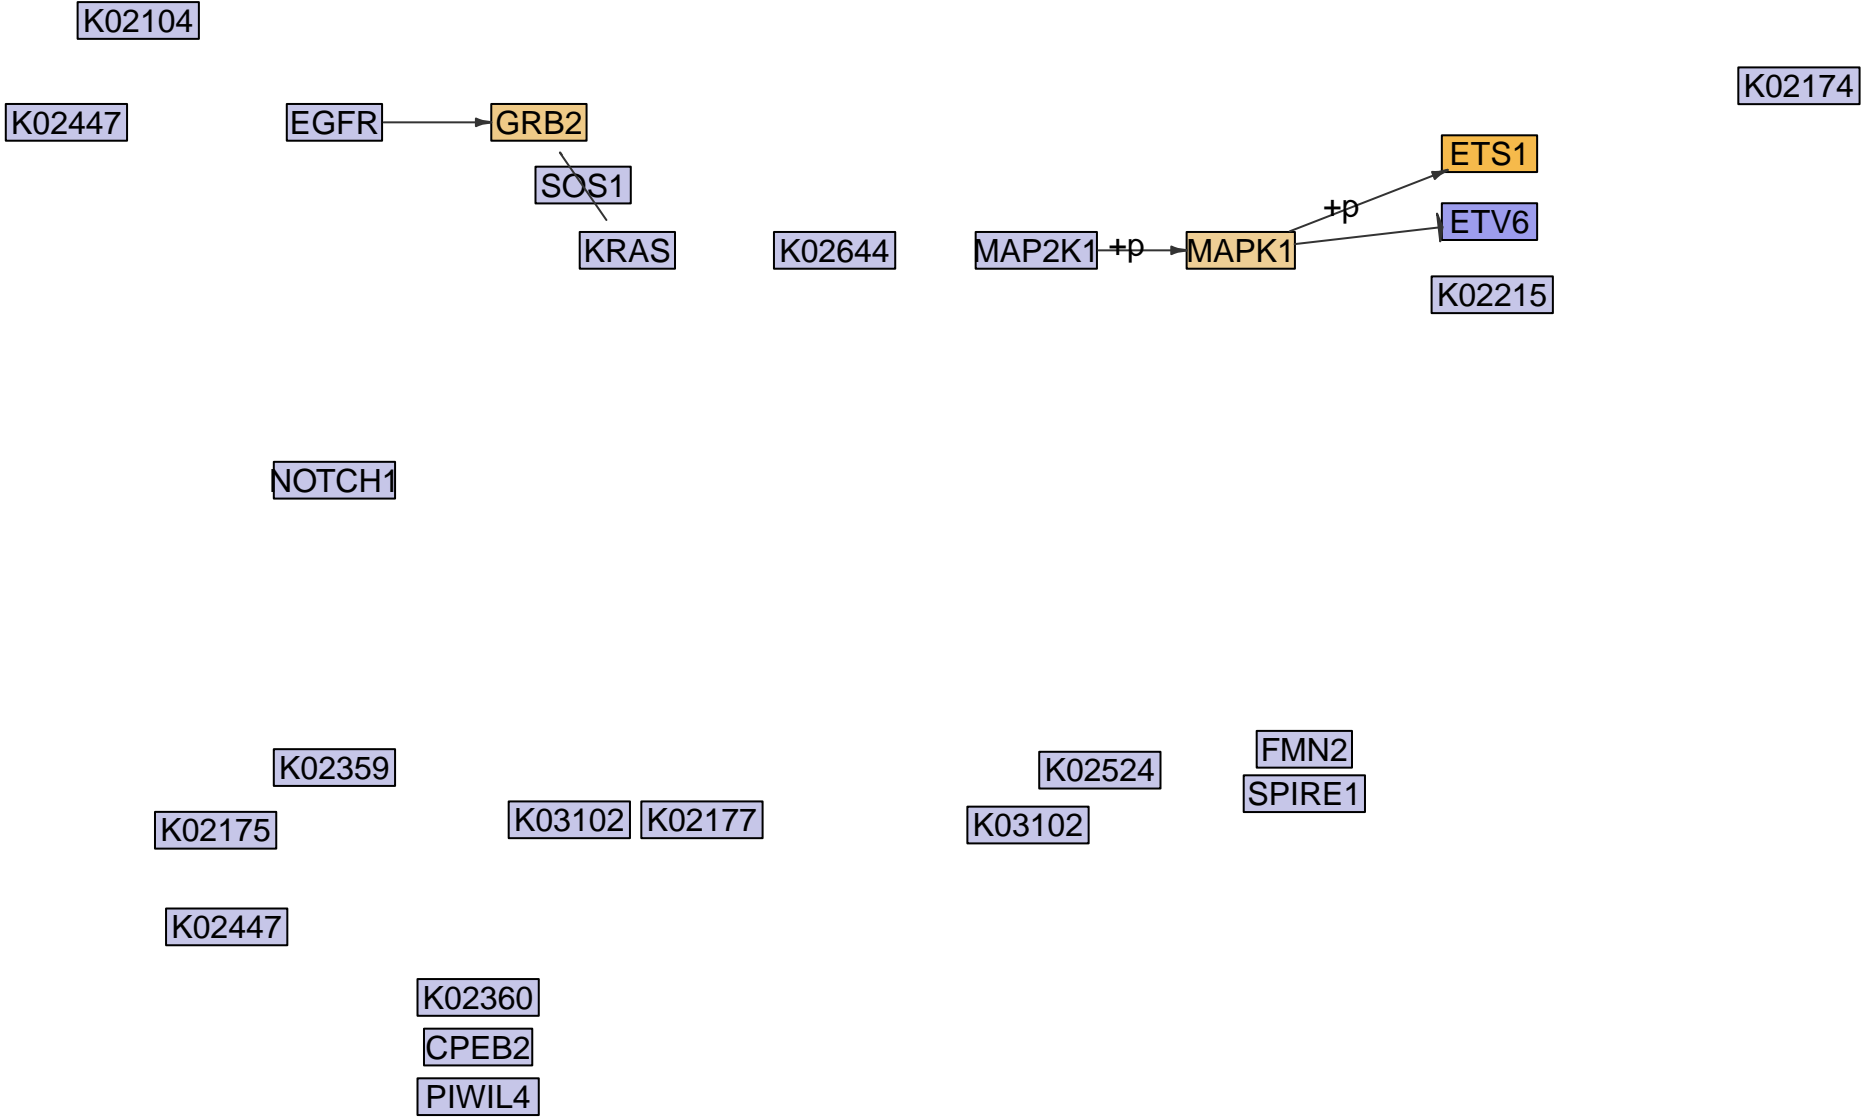 K02104
K02174
K02447
EGFR
GRB2
ETS1
SOS1
+p
ETV6
KRAS
K02644
MAP2K1
+p
MAPK1
K02215
NOTCH1
FMN2
K02359
K02524
SPIRE1
K03102
K02177
K03102
K02175
K02447
K02360
CPEB2
PIWIL4